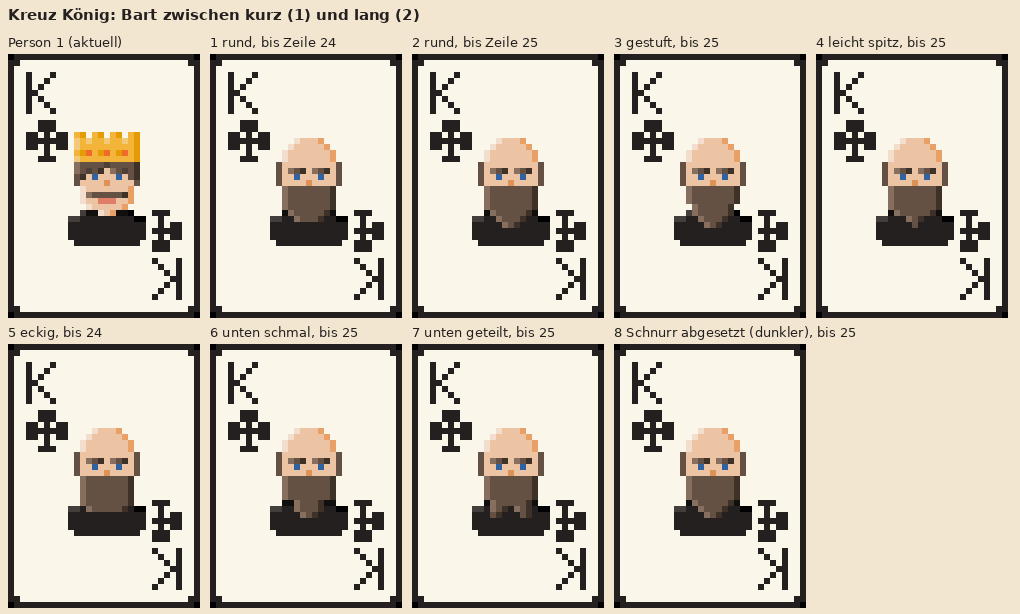 Kreuz König: Bart zwischen kurz (1) und lang (2)
Person 1 (aktuell)
1 rund, bis Zeile 24
2 rund, bis Zeile 25
3 gestuft, bis 25
4 leicht spitz, bis 25
K
K
K
K
K
K
K
K
K
K
5 eckig, bis 24
6 unten schmal, bis 25
7 unten geteilt, bis 25
8 Schnurr abgesetzt (dunkler), bis 25
K
K
K
K
K
K
K
K